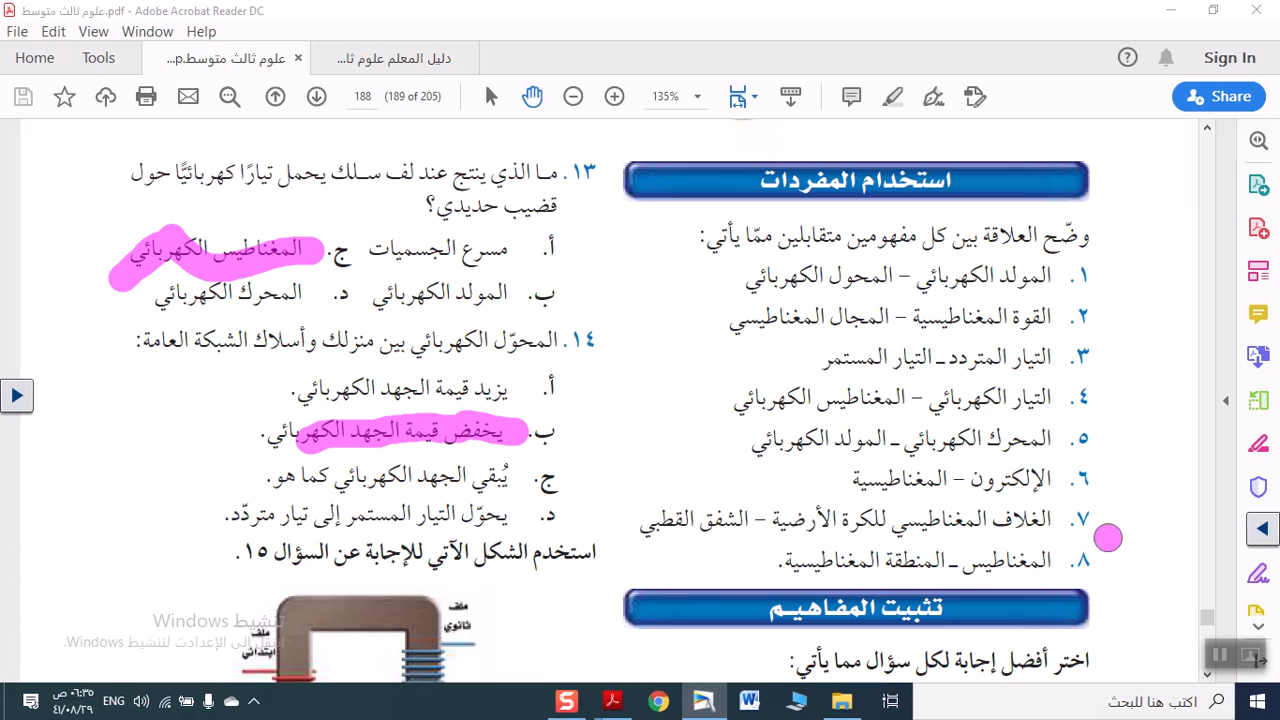 علوم ثالث متوسط.pdf - Adobe Acrobat Reader DC
File Edit View Window Help
Home Tools
علوم ثالث متوسط.p...
دليل المعلم علوم ثا...
Sign In
188 (189 of 205)
135%
Share
استخدام المفردات
وضّح العلاقة بين كل مفهومين متقابلين ممّا يأتي:
١. المولد الكهربائي – المحول الكهربائي
٢. القوة المغناطيسية – المجال المغناطيسي
٣. التيار المتردد ـ التيار المستمر
٤. التيار الكهربائي – المغناطيس الكهربائي
٥. المحرك الكهربائي ـ المولد الكهربائي
٦. الإلكترون – المغناطيسية
٧. الغلاف المغناطيسي للكرة الأرضية – الشفق القطبي
٨. المغناطيس ـ المنطقة المغناطيسية.
تثبيت المفاهيم
اختر أفضل إجابة لكل سؤال مما يأتي:
١٣. ما الذي ينتج عند لف سلك يحمل تيارًا كهربائيًّا حول
قضيب حديدي؟
أ. مسرع الجسميات ج. المغناطيس الكهربائي
ب. المولد الكهربائي د. المحرك الكهربائي
١٤. المحوّل الكهربائي بين منزلك وأسلاك الشبكة العامة:
أ. يزيد قيمة الجهد الكهربائي.
ب. يخفض قيمة الجهد الكهربائي.
ج. يُبقي الجهد الكهربائي كما هو.
د. يحوّل التيار المستمر إلى تيار متردّد.
استخدم الشكل الآتي للإجابة عن السؤال ١٥.
ملف
ثانوي
ملف
ابتدائي
تنشيط Windows
انتقل إلى الإعدادات لتنشيط Windows.
اكتب هنا للبحث
ENG
٠٦:٣٥ ص
٤١/٠٨/٢٩